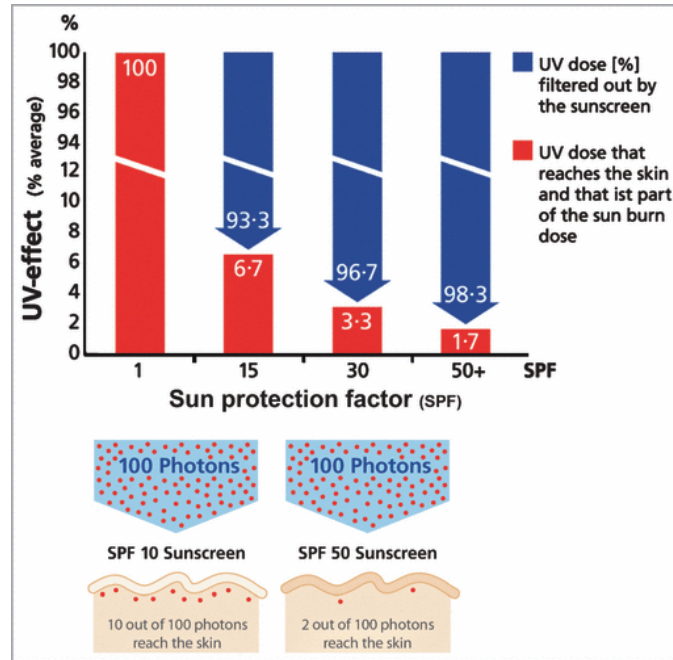 %
100
98
96
94
12
10
8
6
4
2
0
UV-effect (% average)
100
93·3
6·7
96·7
3·3
98·3
1·7
1
15
30
50+
SPF
Sun protection factor (SPF)
UV dose [%]
filtered out by
the sunscreen
UV dose that
reaches the skin
and that ist part
of the sun burn
dose
100 Photons
SPF 10 Sunscreen
10 out of 100 photons
reach the skin
100 Photons
SPF 50 Sunscreen
2 out of 100 photons
reach the skin